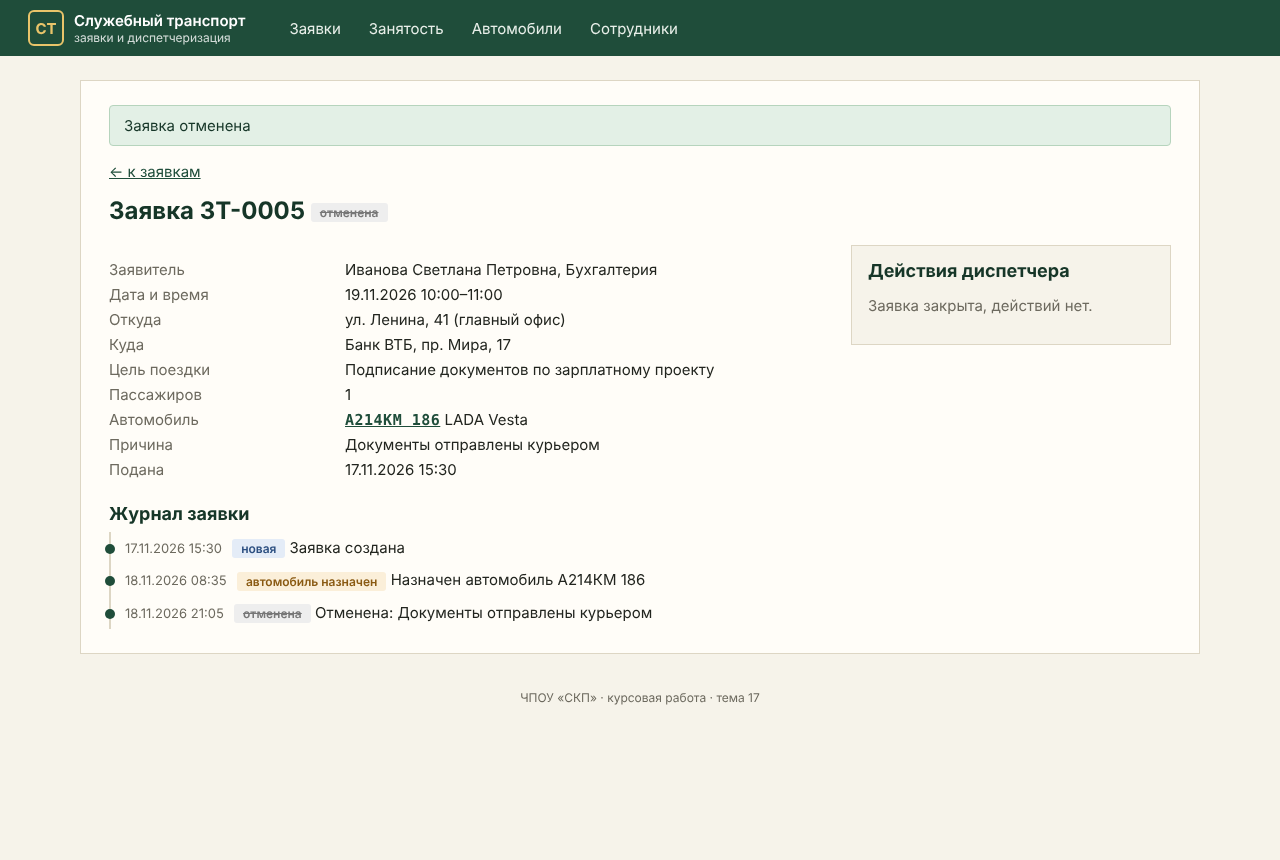 СТ
Служебный транспорт
заявки и диспетчеризация
Заявки Занятость Автомобили Сотрудники
Заявка отменена
← к заявкам
Заявка ЗТ-0005 отменена
Заявитель Иванова Светлана Петровна, Бухгалтерия
Дата и время 19.11.2026 10:00–11:00
Откуда ул. Ленина, 41 (главный офис)
Куда Банк ВТБ, пр. Мира, 17
Цель поездки Подписание документов по зарплатному проекту
Пассажиров 1
Автомобиль А214КМ 186 LADA Vesta
Причина Документы отправлены курьером
Подана 17.11.2026 15:30
Действия диспетчера
Заявка закрыта, действий нет.
Журнал заявки
17.11.2026 15:30 новая Заявка создана
18.11.2026 08:35 автомобиль назначен Назначен автомобиль А214КМ 186
18.11.2026 21:05 отменена Отменена: Документы отправлены курьером
ЧПОУ «СКП» · курсовая работа · тема 17